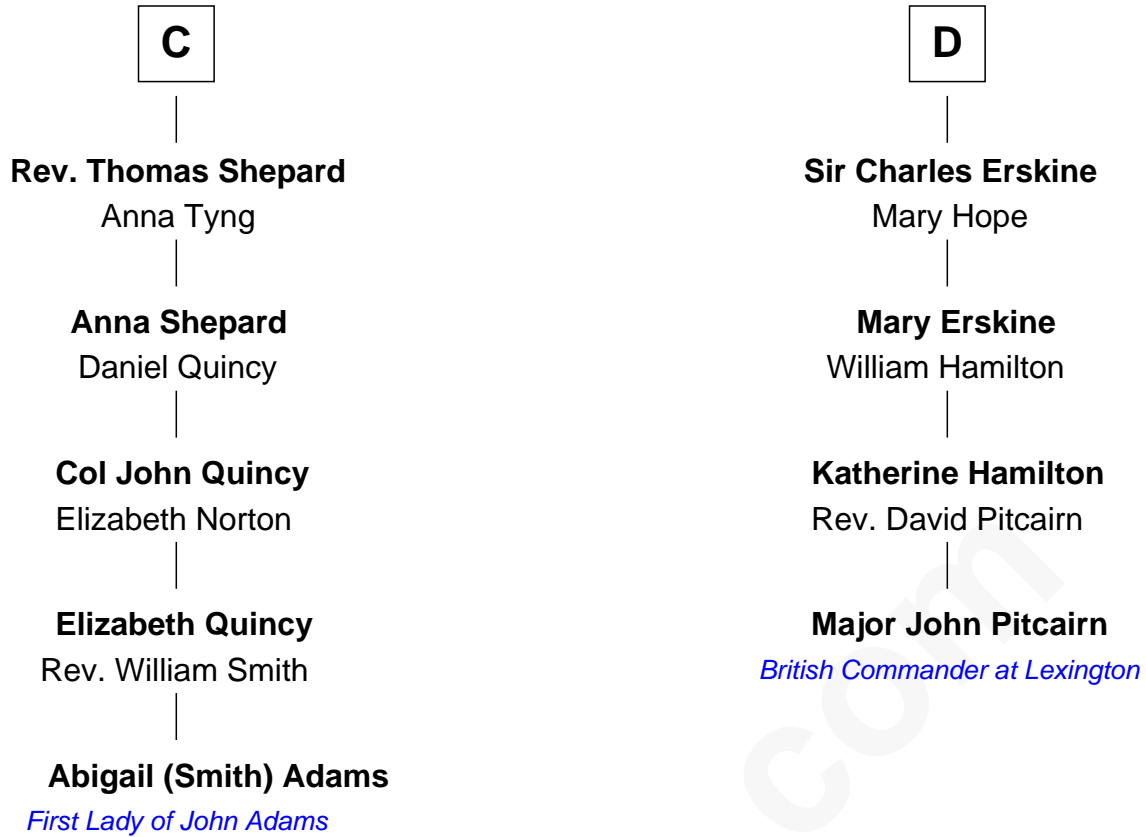 C
Rev. Thomas Shepard
Anna Tyng
Anna Shepard
Daniel Quincy
Col John Quincy
Elizabeth Norton
Elizabeth Quincy
Rev. William Smith
Abigail (Smith) Adams
First Lady of John Adams
D
Sir Charles Erskine
Mary Hope
Mary Erskine
William Hamilton
Katherine Hamilton
Rev. David Pitcairn
Major John Pitcairn
British Commander at Lexington
com